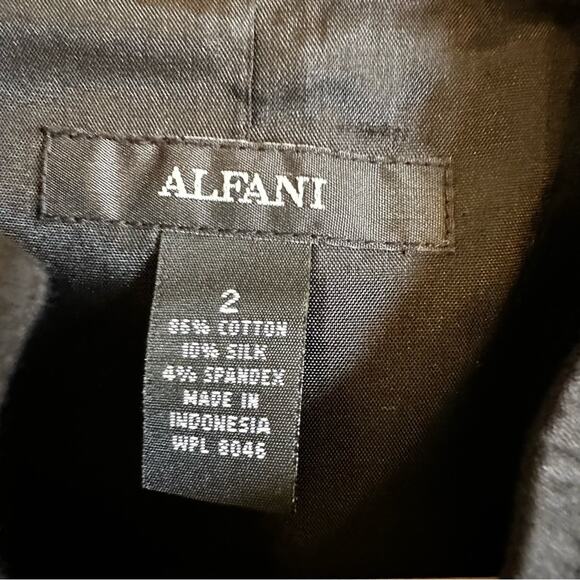 ALFANI
2
86% COTTON
10% SILK
4% SPANDEX
MADE IN
INDONESIA
WPL 8046